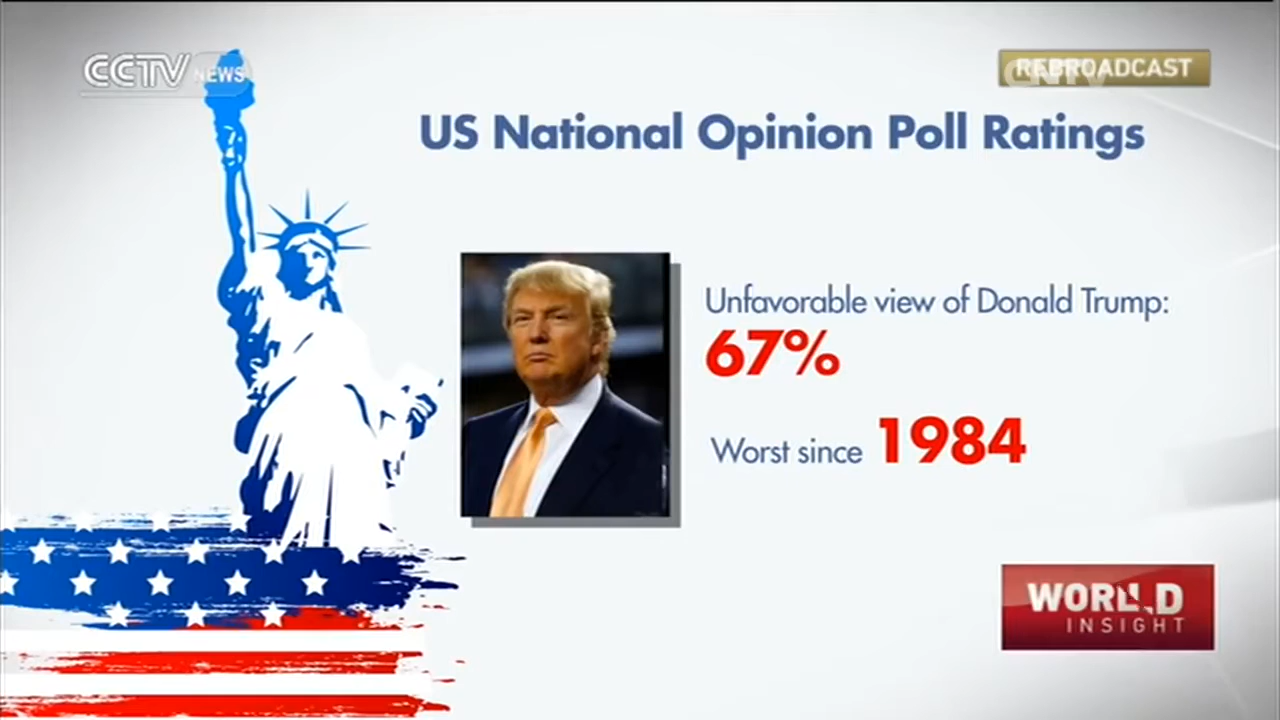 CCTV NEWS
REBROADCAST
CNTV
US National Opinion Poll Ratings
Unfavorable view of Donald Trump:
67%
Worst since 1984
WORLD
INSIGHT